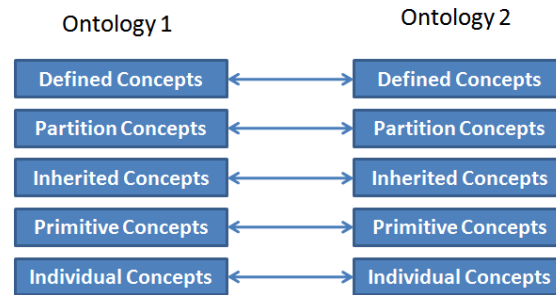 Ontology 1
Ontology 2
Defined Concepts
Defined Concepts
Partition Concepts
Partition Concepts
Inherited Concepts
Inherited Concepts
Primitive Concepts
Primitive Concepts
Individual Concepts
Individual Concepts